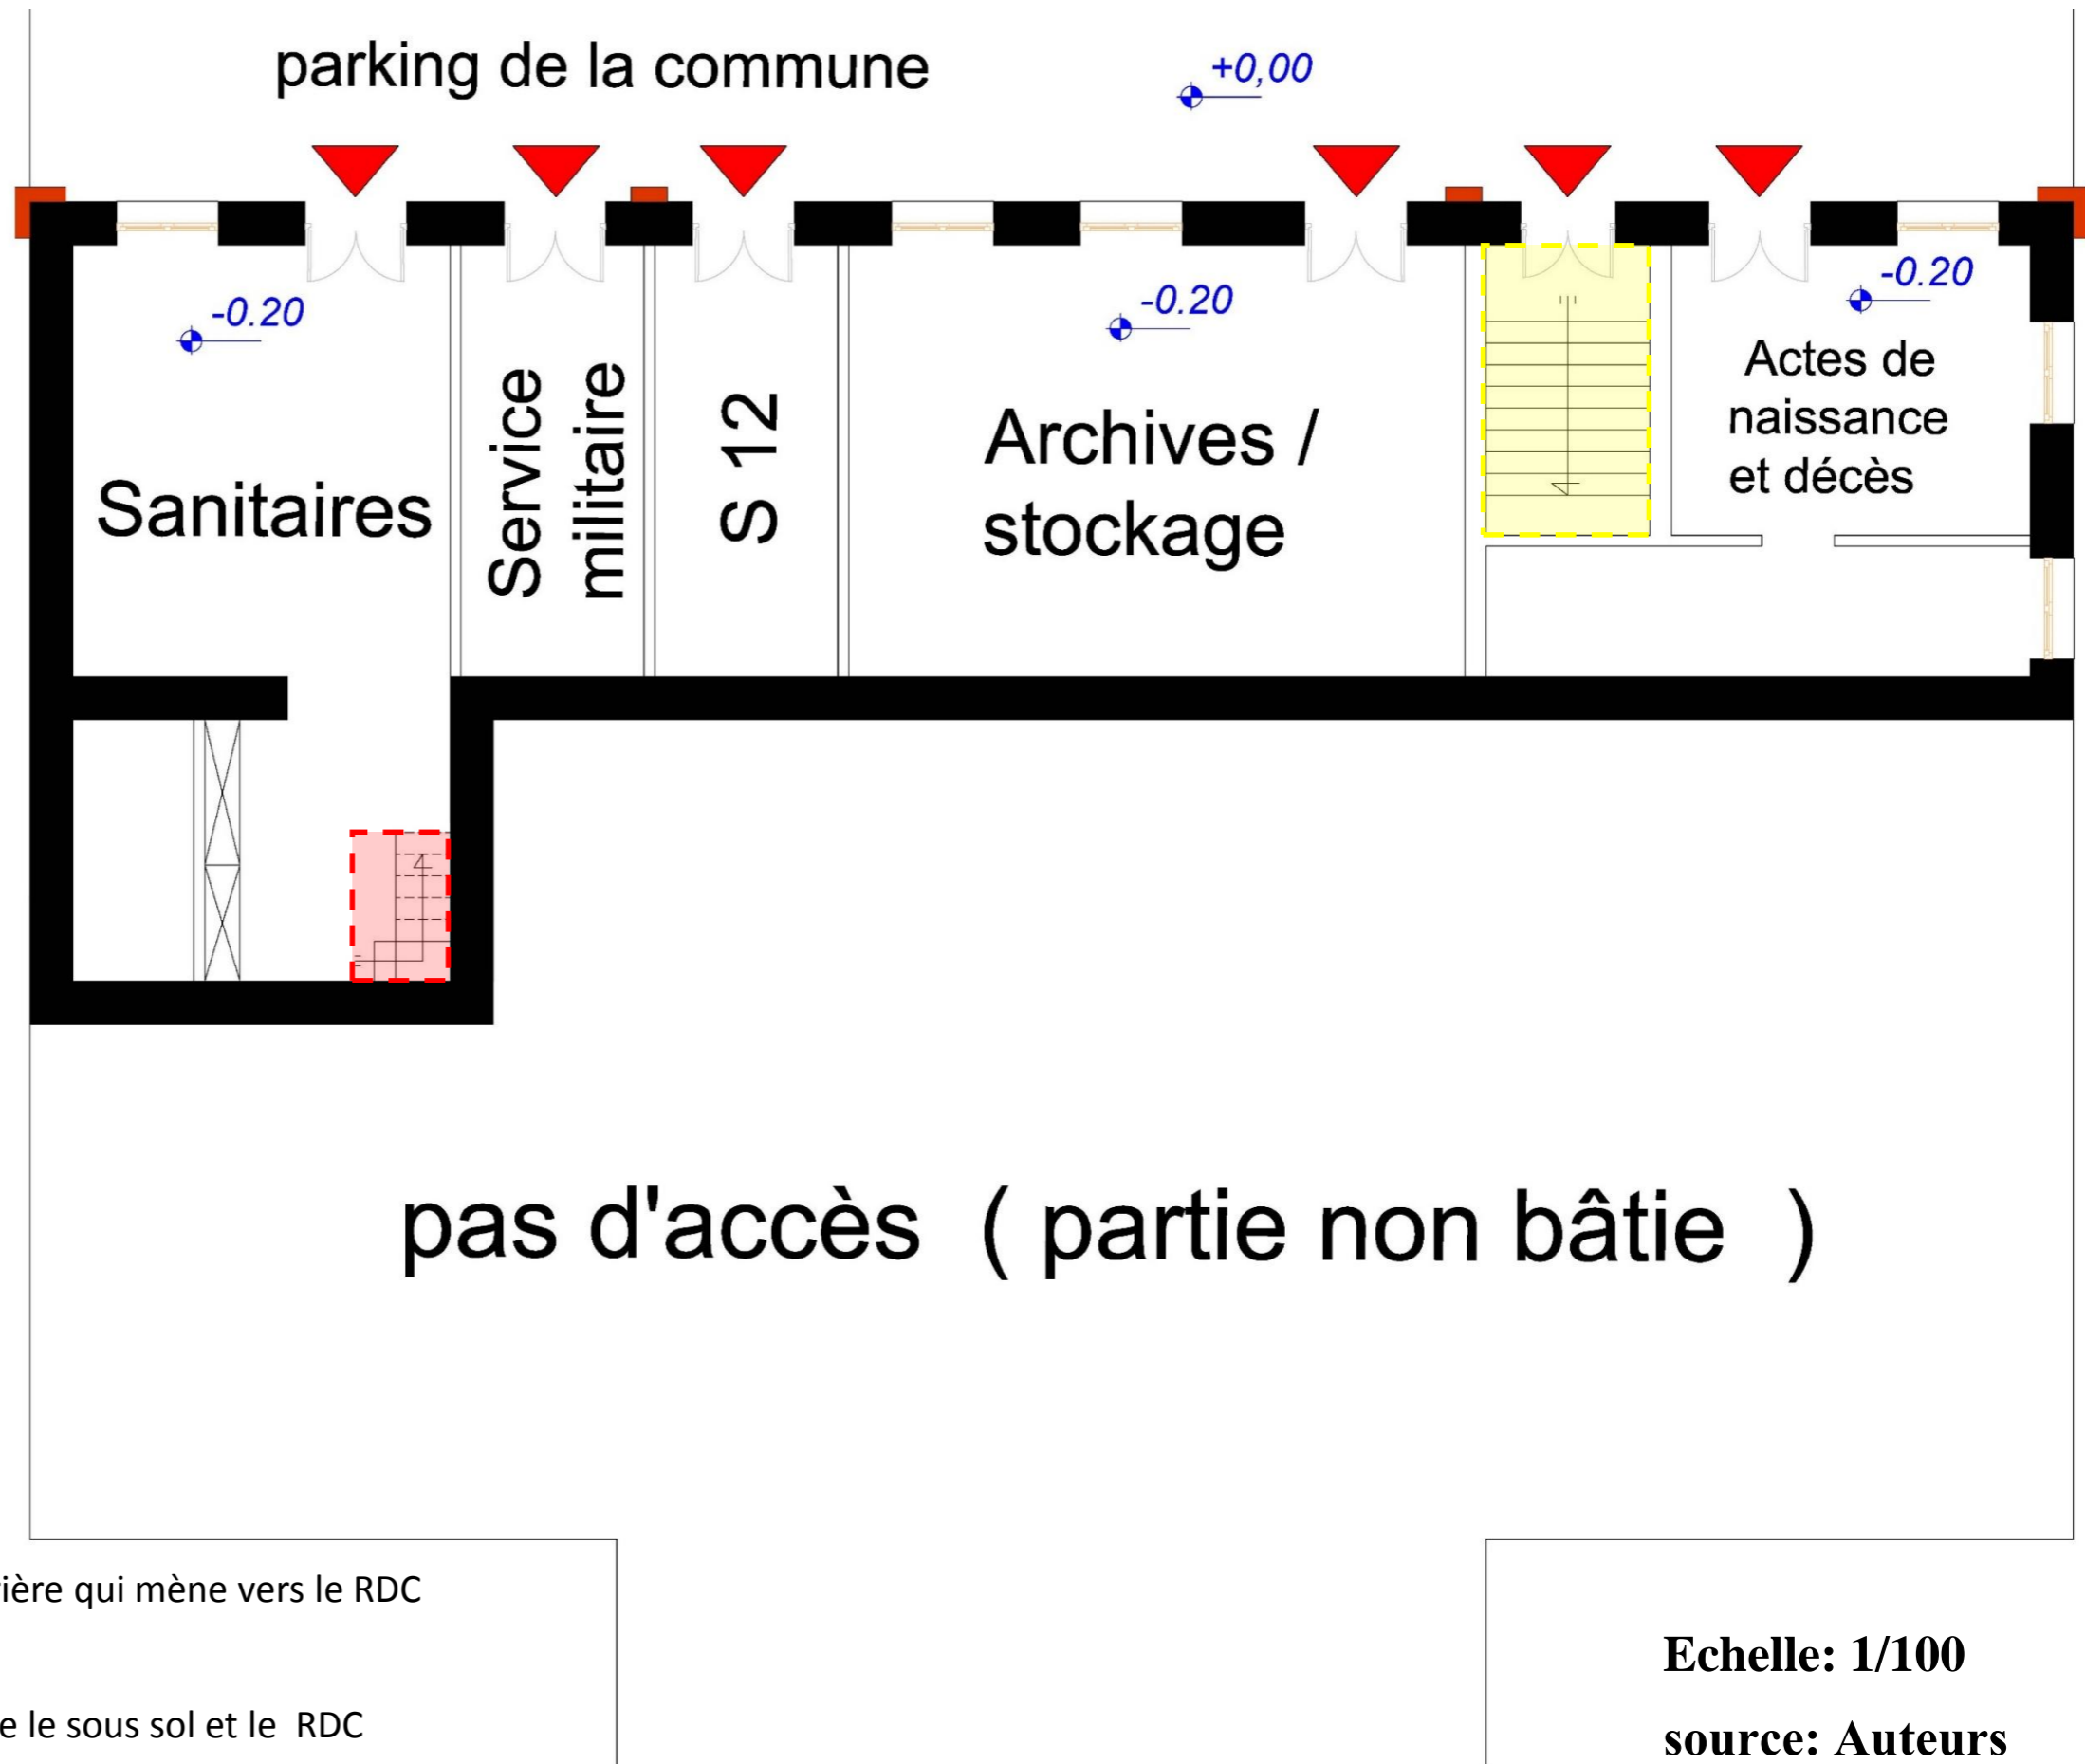 parking de la commune
+0,00
-0.20
-0.20
-0.20
Sanitaires
Service
militaire
S 12
Archives /
stockage
Actes de
naissance
et décès
pas d'accès ( partie non bâtie )
qui mène vers le RDC
le sous sol et le RDC
Echelle: 1/100
source: Auteurs